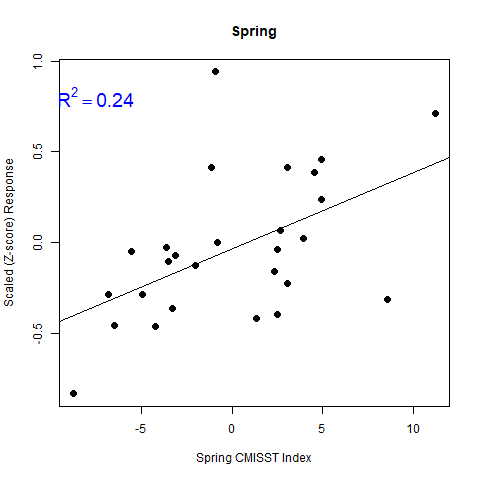 Spring
R² = 0.24
Scaled (Z-score) Response
1.0
0.5
0.0
-0.5
-5 0 5 10
Spring CMISST Index